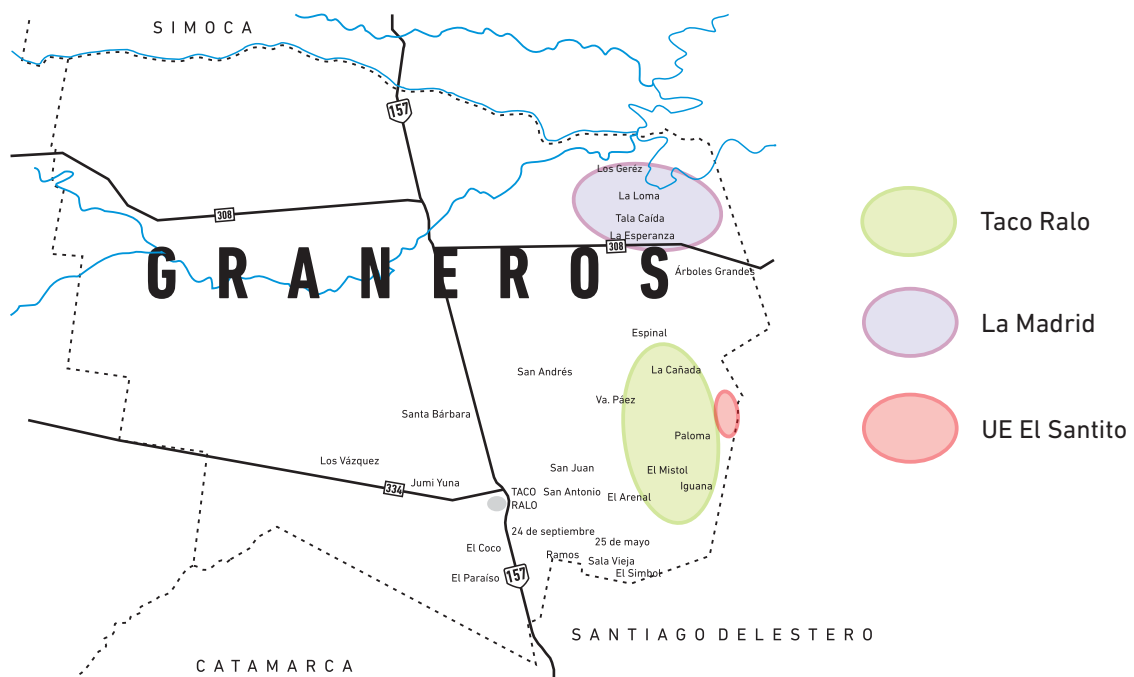 SIMOCA
157
Los Geréz
La Loma
308
Tala Caída
Taco Ralo
La Esperanza
308
GRANEROS
Árboles Grandes
La Madrid
Espinal
La Cañada
San Andrés
Va. Páez
Santa Bárbara
UE El Santito
Paloma
Los Vázquez
San Juan
El Mistol
Jumi Yuna
Iguana
334
TACO
RALO
San Antonio
El Arenal
24 de septiembre
25 de mayo
El Coco
Ramos
Sala Vieja
El Simbol
El Paraíso
157
SANTIAGO DELESTERO
CATAMARCA